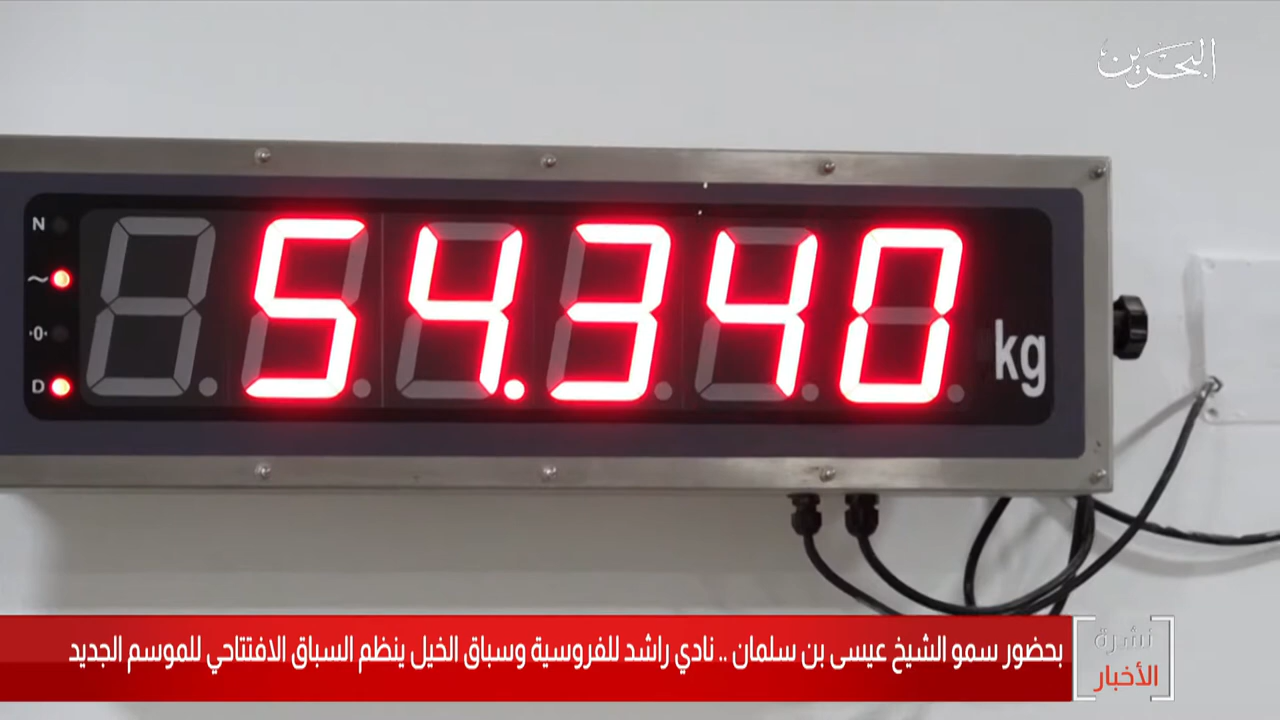 البحرين
N
~
54.340
·0·
kg
D
بحضور سمو الشيخ عيسى بن سلمان .. نادي راشد للفروسية وسباق الخيل ينظم السباق الافتتاحي للموسم الجديد
نشرة
الأخبار